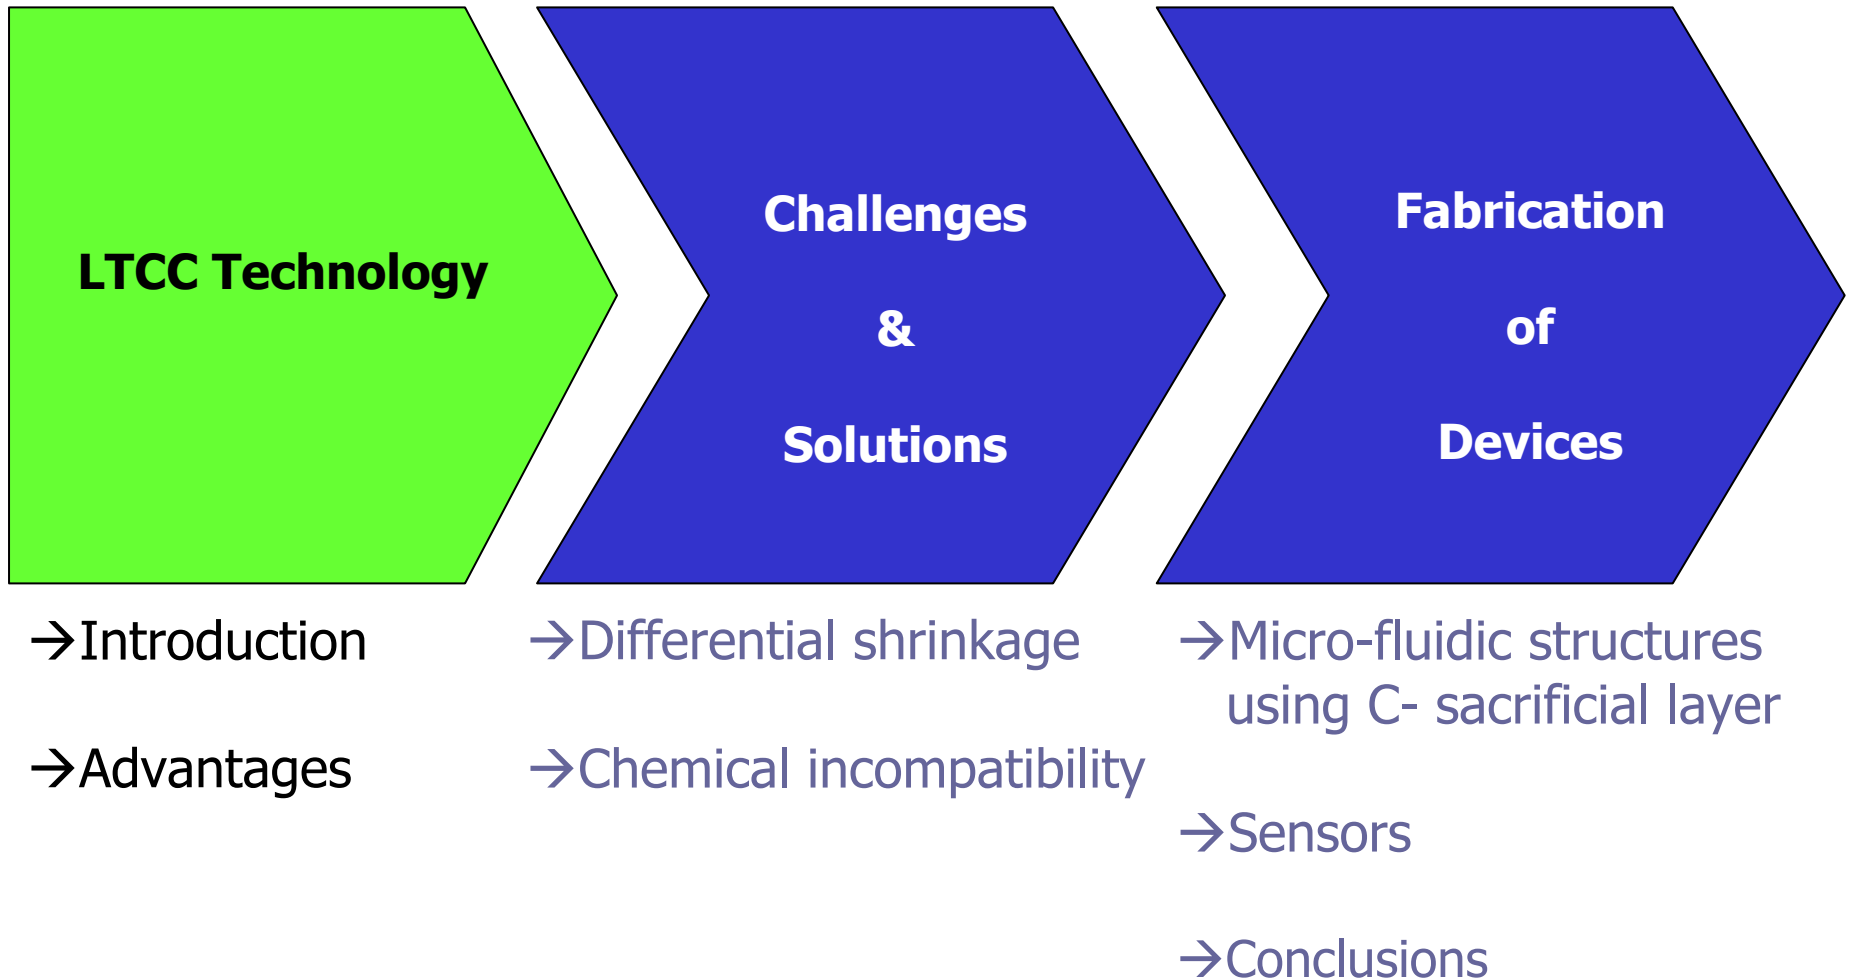 LTCC Technology
Challenges
&
Solutions
Fabrication
of
Devices
→Introduction
→Advantages
→Differential shrinkage
→Chemical incompatibility
→Micro-fluidic structures
using C- sacrificial layer
→Sensors
→Conclusions